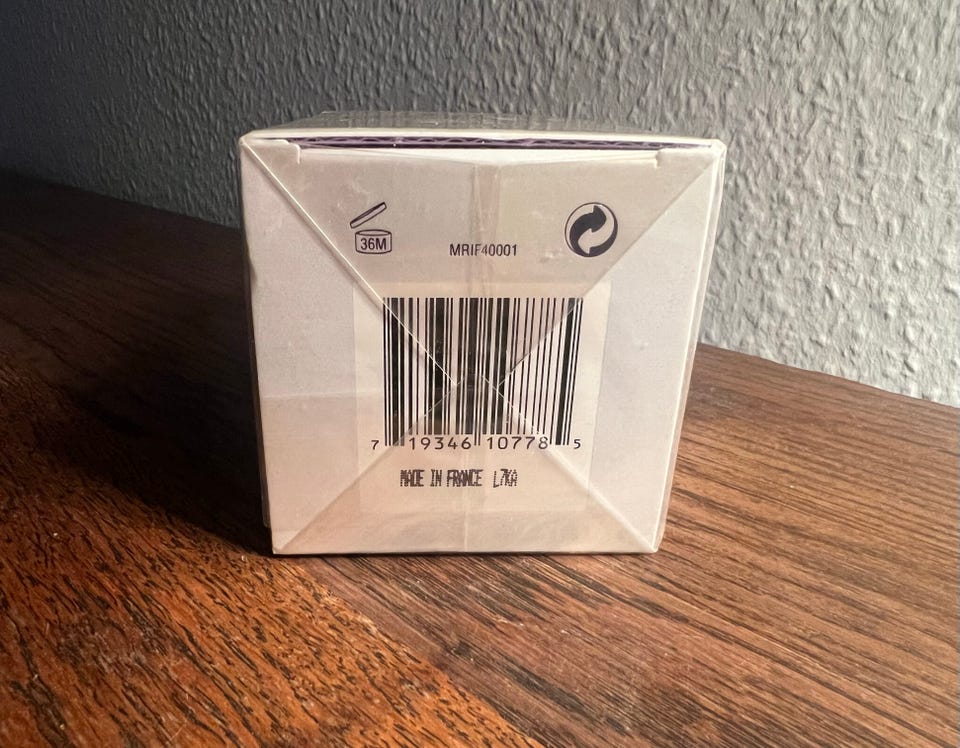 36M
MRIF40001
7 19346 10778 5
MADE IN FRANCE L7KA